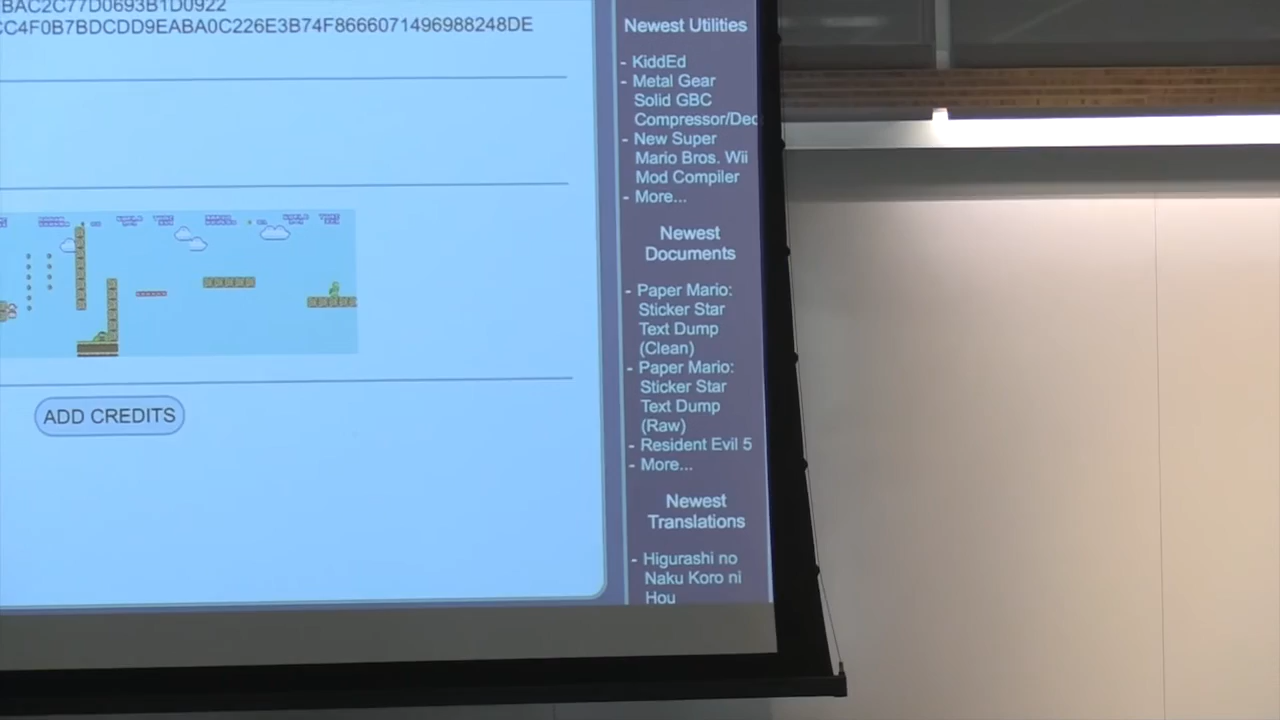 BAC2C77D0693B1D0922
C4F0B7BDCDD9EABA0C226E3B74F8666071496988248DE
ADD CREDITS
Newest Utilities
- KiddEd
- Metal Gear
Solid GBC
Compressor/Dec
- New Super
Mario Bros. Wii
Mod Compiler
- More...
Newest
Documents
- Paper Mario:
Sticker Star
Text Dump
(Clean)
- Paper Mario:
Sticker Star
Text Dump
(Raw)
- Resident Evil 5
- More...
Newest
Translations
- Higurashi no
Naku Koro ni
Hou